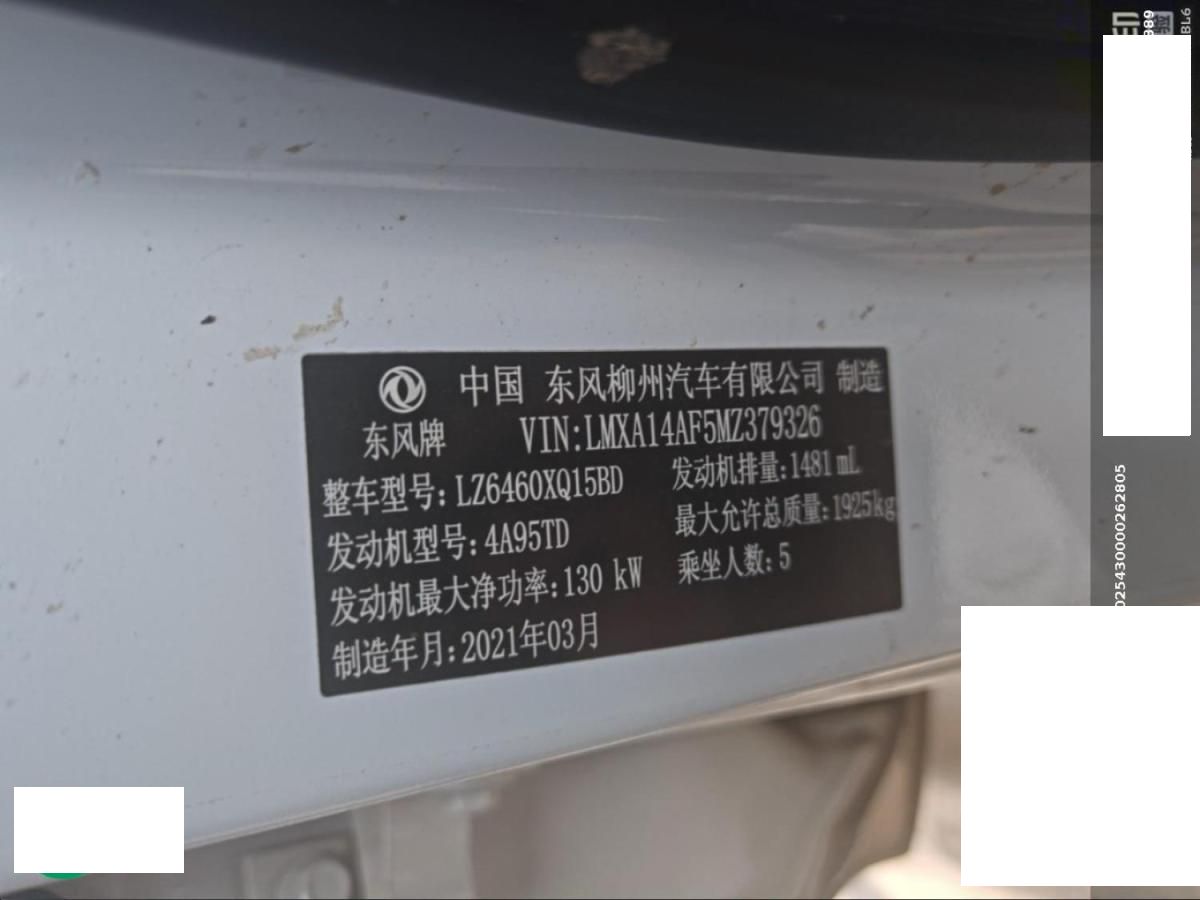 中国 东风柳州汽车有限公司 制造
东风牌
VIN:LMXA14AF5MZ379326
整车型号:LZ6460XQ15BD
发动机排量:1481 mL
发动机型号:4A95TD
最大允许总质量:1925kg
发动机最大净功率:130 kW
乘坐人数:5
制造年月:2021年03月
02543000026280​5